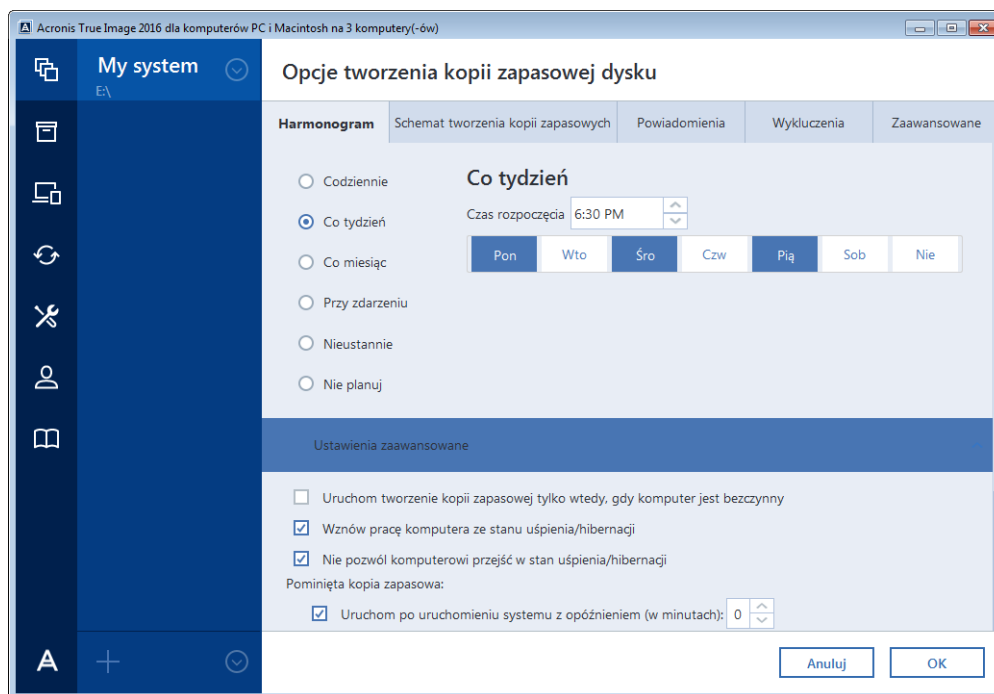 Acronis True Image 2016 dla komputerów PC i Macintosh na 3 komputery(-ów)
My system
E:\
Opcje tworzenia kopii zapasowej dysku
Harmonogram
Schemat tworzenia kopii zapasowych
Powiadomienia
Wykluczenia
Zaawansowane
Codziennie
Co tydzień
Co miesiąc
Przy zdarzeniu
Nieustannie
Nie planuj
Co tydzień
Czas rozpoczęcia 6:30 PM
Pon Wto Śro Czw Pią Sob Nie
Ustawienia zaawansowane
Uruchom tworzenie kopii zapasowej tylko wtedy, gdy komputer jest bezczynny
Wznów pracę komputera ze stanu uśpienia/hibernacji
Nie pozwól komputerowi przejść w stan uśpienia/hibernacji
Pominięta kopia zapasowa:
Uruchom po uruchomieniu systemu z opóźnieniem (w minutach): 0
Anuluj
OK